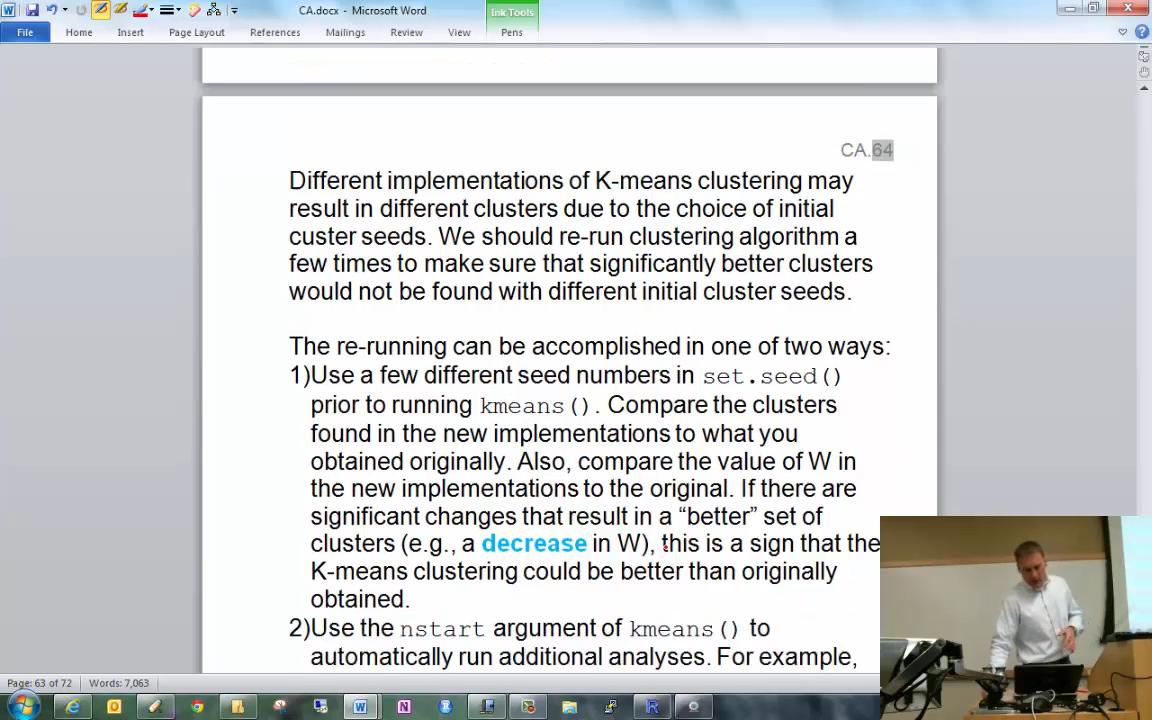 CA.docx - Microsoft Word
Ink Tools
File
Home
Insert
Page Layout
References
Mailings
Review
View
Pens
CA.64
Different implementations of K-means clustering may
result in different clusters due to the choice of initial
custer seeds. We should re-run clustering algorithm a
few times to make sure that significantly better clusters
would not be found with different initial cluster seeds.
The re-running can be accomplished in one of two ways:
1)Use a few different seed numbers in set.seed()
prior to running kmeans(). Compare the clusters
found in the new implementations to what you
obtained originally. Also, compare the value of W in
the new implementations to the original. If there are
significant changes that result in a “better” set of
clusters (e.g., a decrease in W), this is a sign that the
K-means clustering could be better than originally
obtained.
2)Use the nstart argument of kmeans() to
automatically run additional analyses. For example,
Page: 63 of 72
Words: 7,063